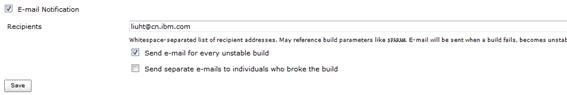 E-mail Notification
Recipients
liuht@cn.ibm.com
Whitespace-separated list of recipient addresses. May reference build parameters like $PARAM. E-mail will be sent when a build fails, becomes unstab
Send e-mail for every unstable build
Send separate e-mails to individuals who broke the build
Save